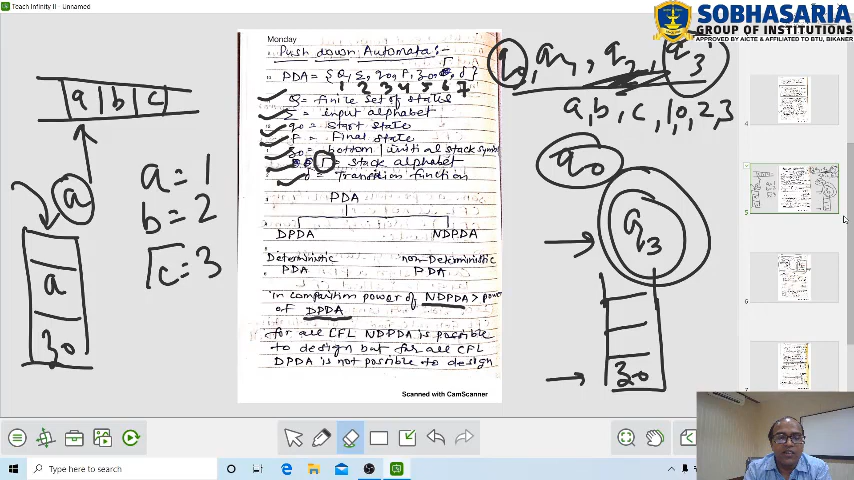 Teach Infinity II - Unnamed
SOBHASARIA
GROUP OF INSTITUTIONS
APPROVED BY AICTE & AFFILIATED TO BTU, BIKANER
Monday
Push down Automata:-
PDA = { Q, Σ, q0, F, z0, Γ, δ }
1 2 3 4 5 6 7
Q = finite set of states
Σ = input alphabet
q0 = Start state
F = Final state
z0 = bottom | initial stack symbol
Γ = stack alphabet
δ = Transition function
PDA
DPDA NDPDA
Deterministic non-Deterministic
PDA PDA
In comparision power of NDPDA > power
of DPDA
for all CFL NDPDA is possible
to design but for all CFL
DPDA is not possible to design
Scanned with CamScanner
a b c
a
a
z0
a = 1
b = 2
c = 3
q0, q1, q2, q3
a, b, c, 1, 0, 2, 3
q0
q3
z0
4
5
6
7
Type here to search